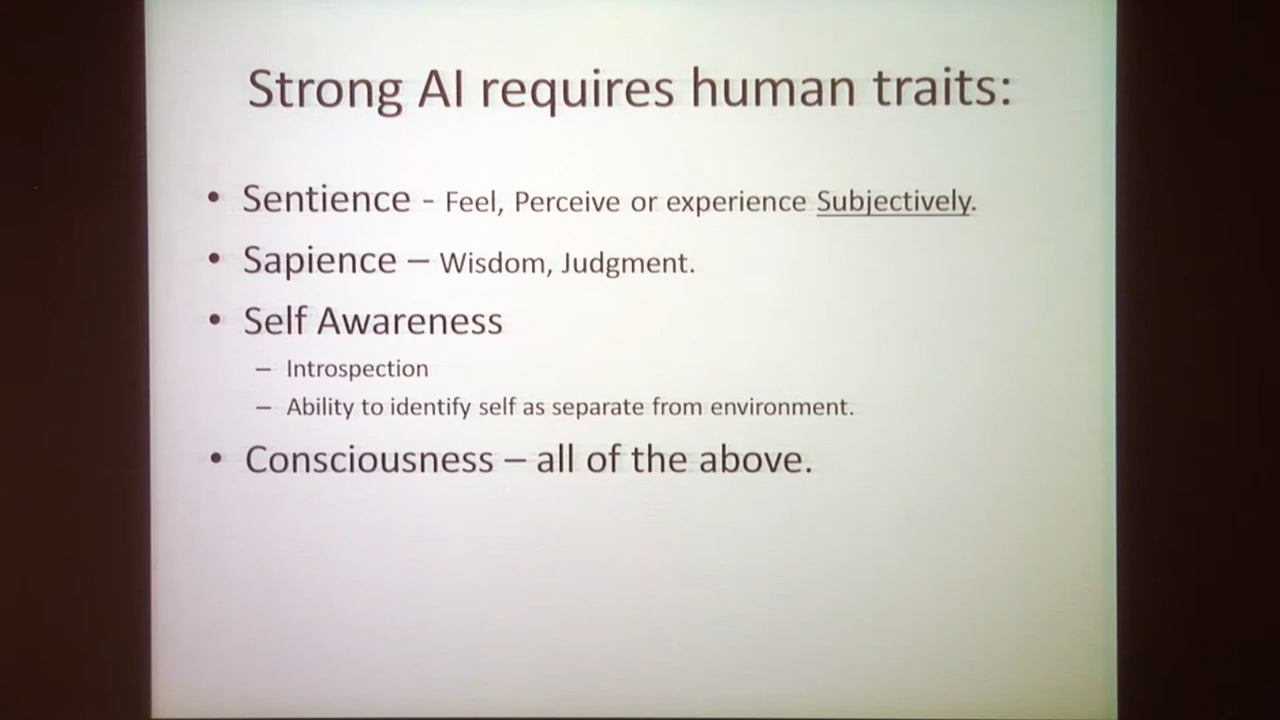 Strong AI requires human traits:
• Sentience - Feel, Perceive or experience Subjectively.
• Sapience – Wisdom, Judgment.
• Self Awareness
– Introspection
– Ability to identify self as separate from environment.
• Consciousness – all of the above.